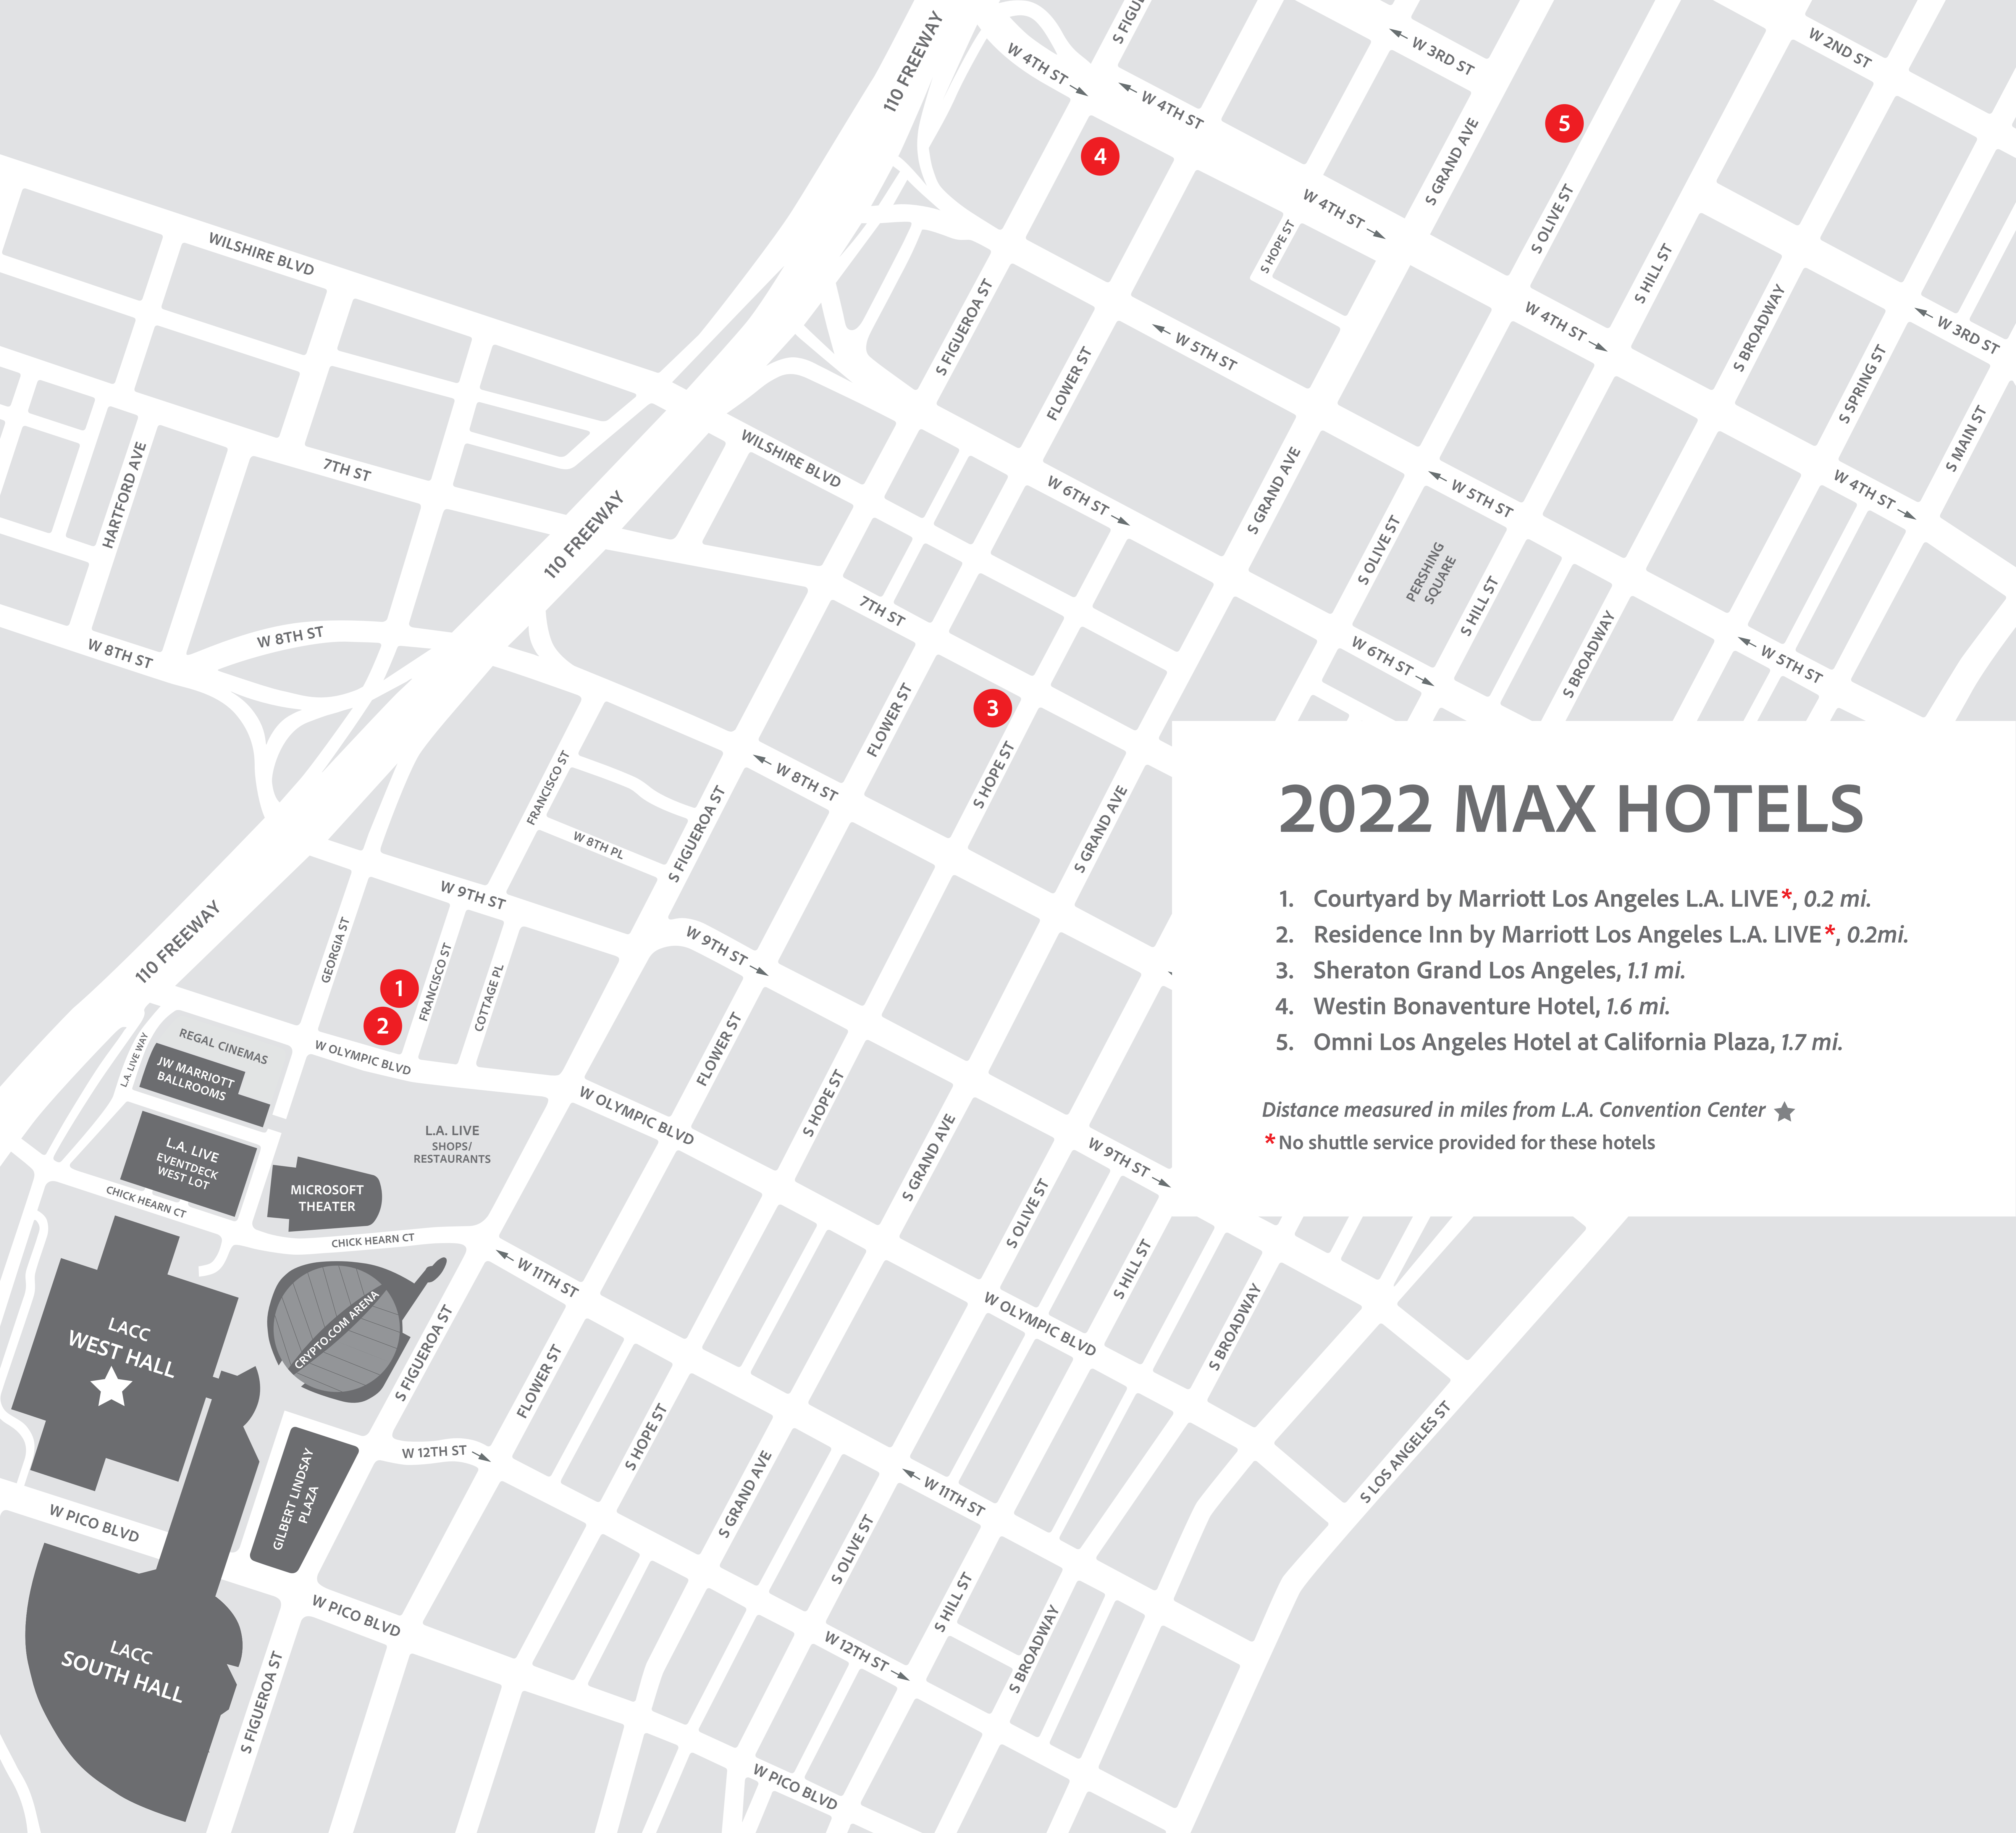 S FIGU
110 FREEWAY
W 4TH ST
W 4TH ST
W 3RD ST
W 2ND ST
5
4
S GRAND AVE
W 4TH ST
S OLIVE ST
S HOPE ST
WILSHIRE BLVD
S HILL ST
S BROADWAY
W 4TH ST
W 3RD ST
S FIGUEROA ST
FLOWER ST
W 5TH ST
S SPRING ST
S MAIN ST
WILSHIRE BLVD
7TH ST
HARTFORD AVE
110 FREEWAY
W 6TH ST
S GRAND AVE
W 5TH ST
W 4TH ST
S OLIVE ST
PERSHING
SQUARE
S HILL ST
7TH ST
W 8TH ST
W 8TH ST
W 6TH ST
S BROADWAY
W 5TH ST
3
FLOWER ST
S HOPE ST
W 8TH ST
FRANCISCO ST
S FIGUEROA ST
S GRAND AVE
W 8TH PL
W 9TH ST
2022 MAX HOTELS
1. Courtyard by Marriott Los Angeles L.A. LIVE*, 0.2 mi.
2. Residence Inn by Marriott Los Angeles L.A. LIVE*, 0.2mi.
3. Sheraton Grand Los Angeles, 1.1 mi.
4. Westin Bonaventure Hotel, 1.6 mi.
5. Omni Los Angeles Hotel at California Plaza, 1.7 mi.
Distance measured in miles from L.A. Convention Center
*No shuttle service provided for these hotels
110 FREEWAY
GEORGIA ST
1
2
FRANCISCO ST
COTTAGE PL
W 9TH ST
L.A. LIVE WAY
REGAL CINEMAS
JW MARRIOTT
BALLROOMS
W OLYMPIC BLVD
FLOWER ST
W OLYMPIC BLVD
S HOPE ST
L.A. LIVE
SHOPS/
RESTAURANTS
L.A. LIVE
EVENTDECK
WEST LOT
MICROSOFT
THEATER
CHICK HEARN CT
CHICK HEARN CT
S GRAND AVE
W 9TH ST
S OLIVE ST
S HILL ST
W 11TH ST
CRYPTO.COM ARENA
LACC
WEST HALL
S FIGUEROA ST
FLOWER ST
W OLYMPIC BLVD
S BROADWAY
S HOPE ST
W 12TH ST
S GRAND AVE
W 11TH ST
S LOS ANGELES ST
GILBERT LINDSAY
PLAZA
W PICO BLVD
S OLIVE ST
W PICO BLVD
S HILL ST
LACC
SOUTH HALL
S FIGUEROA ST
W 12TH ST
S BROADWAY
W PICO BLVD